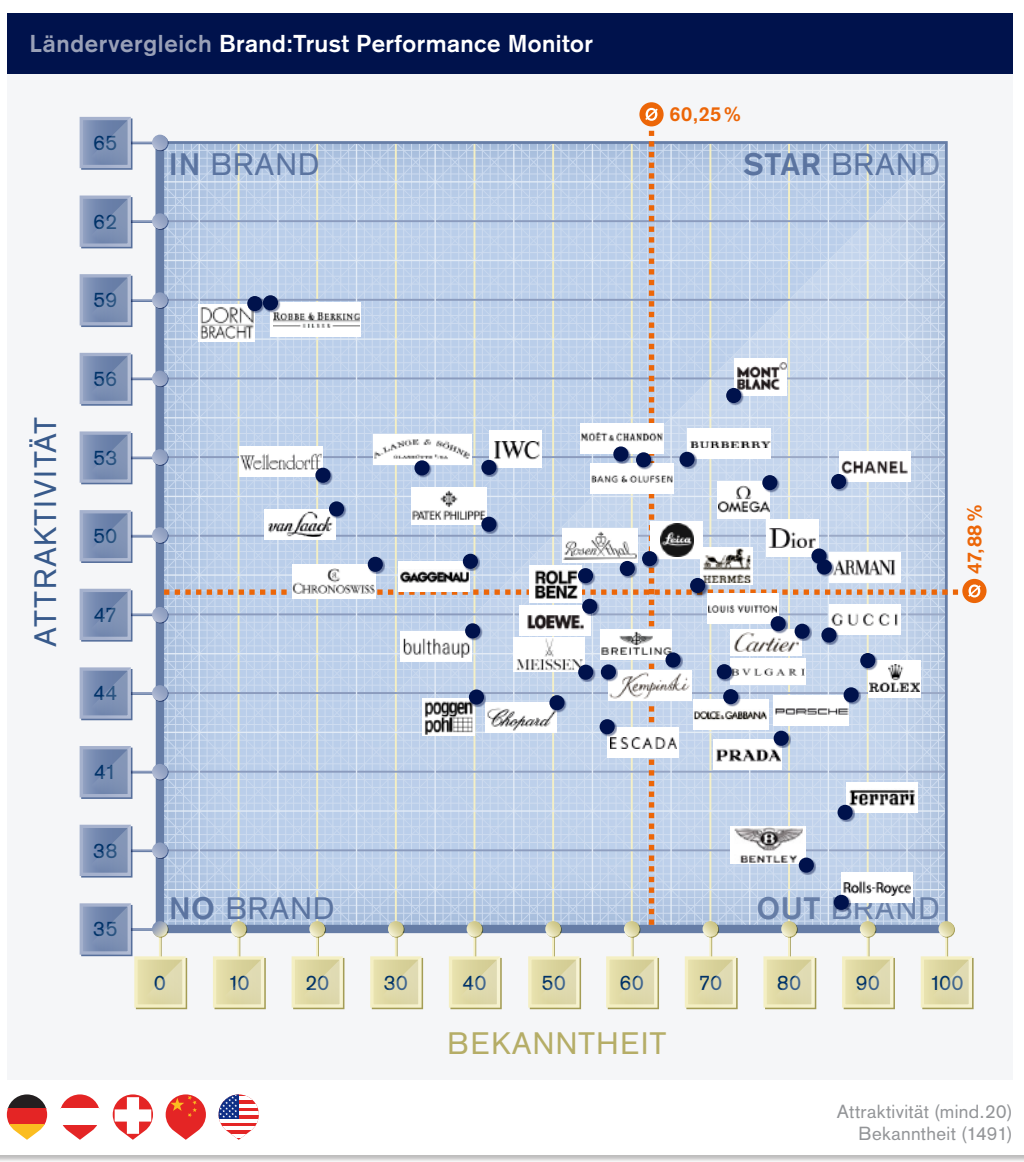 Ländervergleich Brand:Trust Performance Monitor
Ø 60,25 %
65
IN BRAND
STAR BRAND
62
59
DORN
BRACHT
ROBBE & BERKING
SILBER
56
MONT
BLANC
53
Wellendorff
A. LANGE & SÖHNE
IWC
MOËT & CHANDON
BURBERRY
BANG & OLUFSEN
CHANEL
Ω
OMEGA
van Laack
PATEK PHILIPPE
50
Rosenthal
Leica
Dior
HERMÈS
ARMANI
CHRONOSWISS
GAGGENAU
ROLF
BENZ
Ø 47,88 %
47
LOEWE.
LOUIS VUITTON
GUCCI
bulthaup
MEISSEN
BREITLING
Cartier
Kempinski
BVLGARI
ROLEX
44
poggen
pohl
Chopard
DOLCE & GABBANA
PORSCHE
ESCADA
PRADA
41
Ferrari
38
B
BENTLEY
Rolls-Royce
NO BRAND
OUT BRAND
35
ATTRAKTIVITÄT
0 10 20 30 40 50 60 70 80 90 100
BEKANNTHEIT
Attraktivität (mind.20)
Bekanntheit (1491)